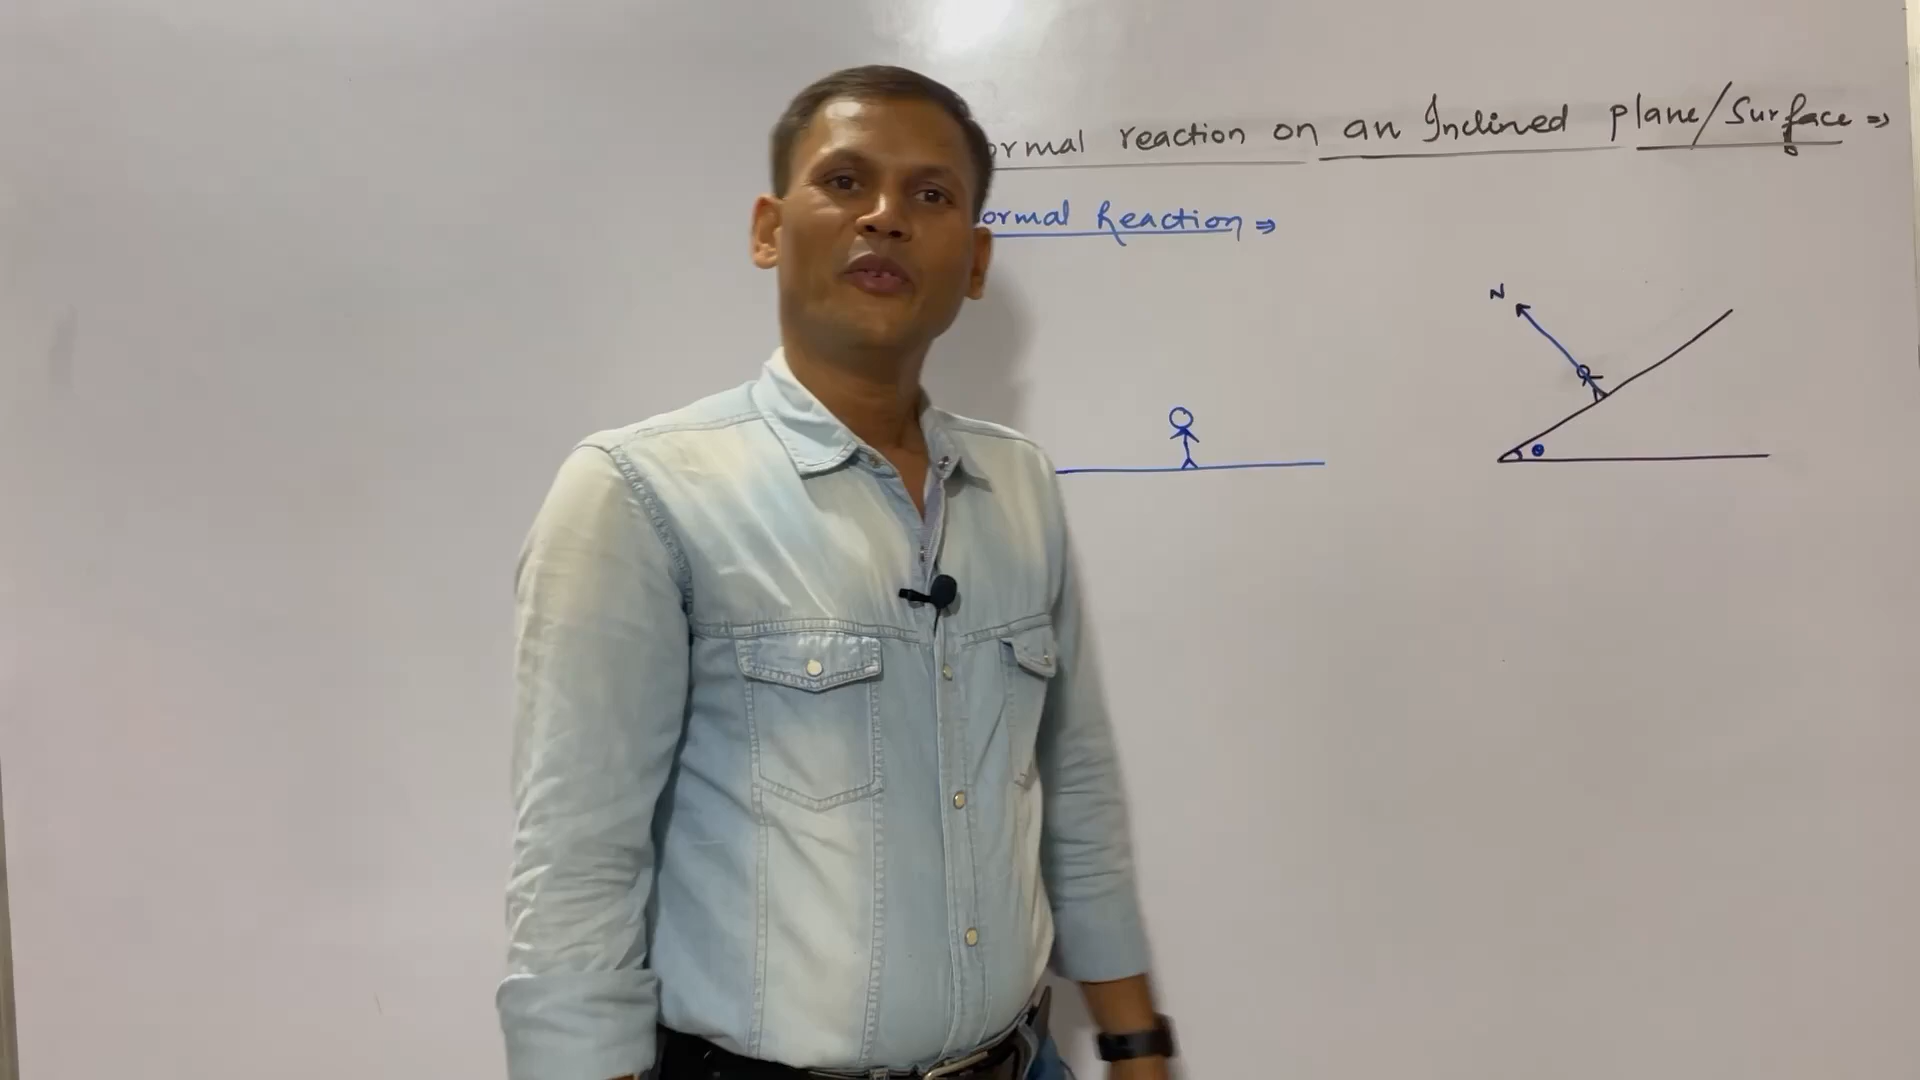 ormal reaction on an Inclined plane/Surface ⇒
ormal Reaction ⇒
N
θ